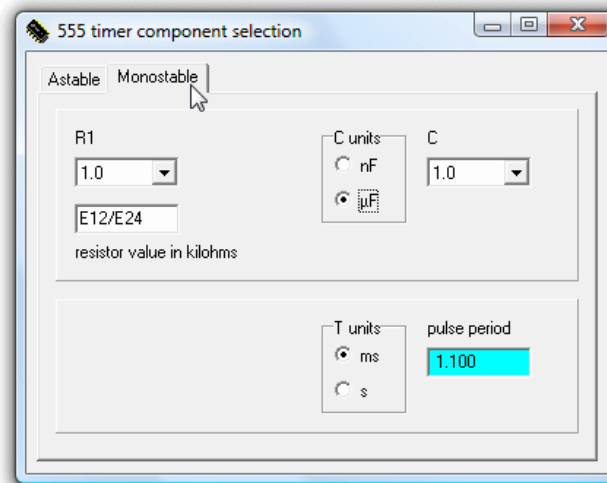 555 timer component selection
Astable Monostable
R1
C units
C
1.0
nF
1.0
µF
E12/E24
resistor value in kilohms
T units
pulse period
ms
1.100
s